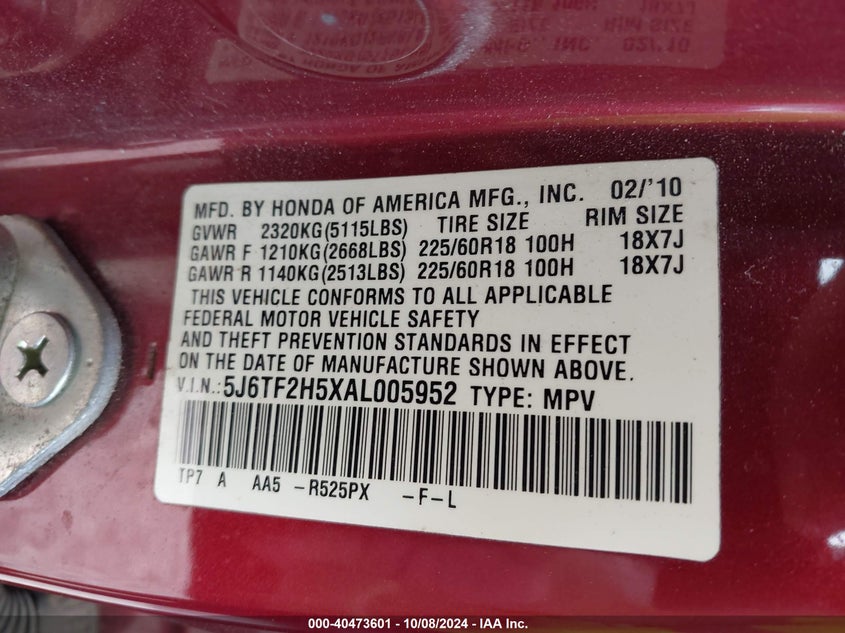 MFD. BY HONDA OF AMERICA MFG., INC. 02/'10
GVWR 2320KG(5115LBS) TIRE SIZE RIM SIZE
GAWR F 1210KG(2668LBS) 225/60R18 100H 18X7J
GAWR R 1140KG(2513LBS) 225/60R18 100H 18X7J
THIS VEHICLE CONFORMS TO ALL APPLICABLE
FEDERAL MOTOR VEHICLE SAFETY
AND THEFT PREVENTION STANDARDS IN EFFECT
ON THE DATE OF MANUFACTURE SHOWN ABOVE.
V.I.N.: 5J6TF2H5XAL005952 TYPE: MPV
TP7 A AA5 -R525PX -F-L
000-40473601 - 10/08/2024 - IAA Inc.